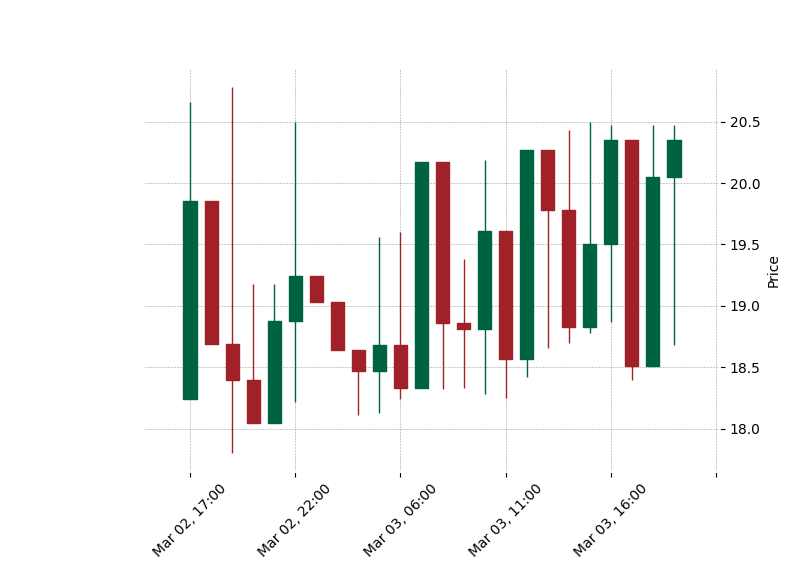 20.5
20.0
19.5
19.0
18.5
18.0
Price
Mar 02, 17:00
Mar 02, 22:00
Mar 03, 06:00
Mar 03, 11:00
Mar 03, 16:00